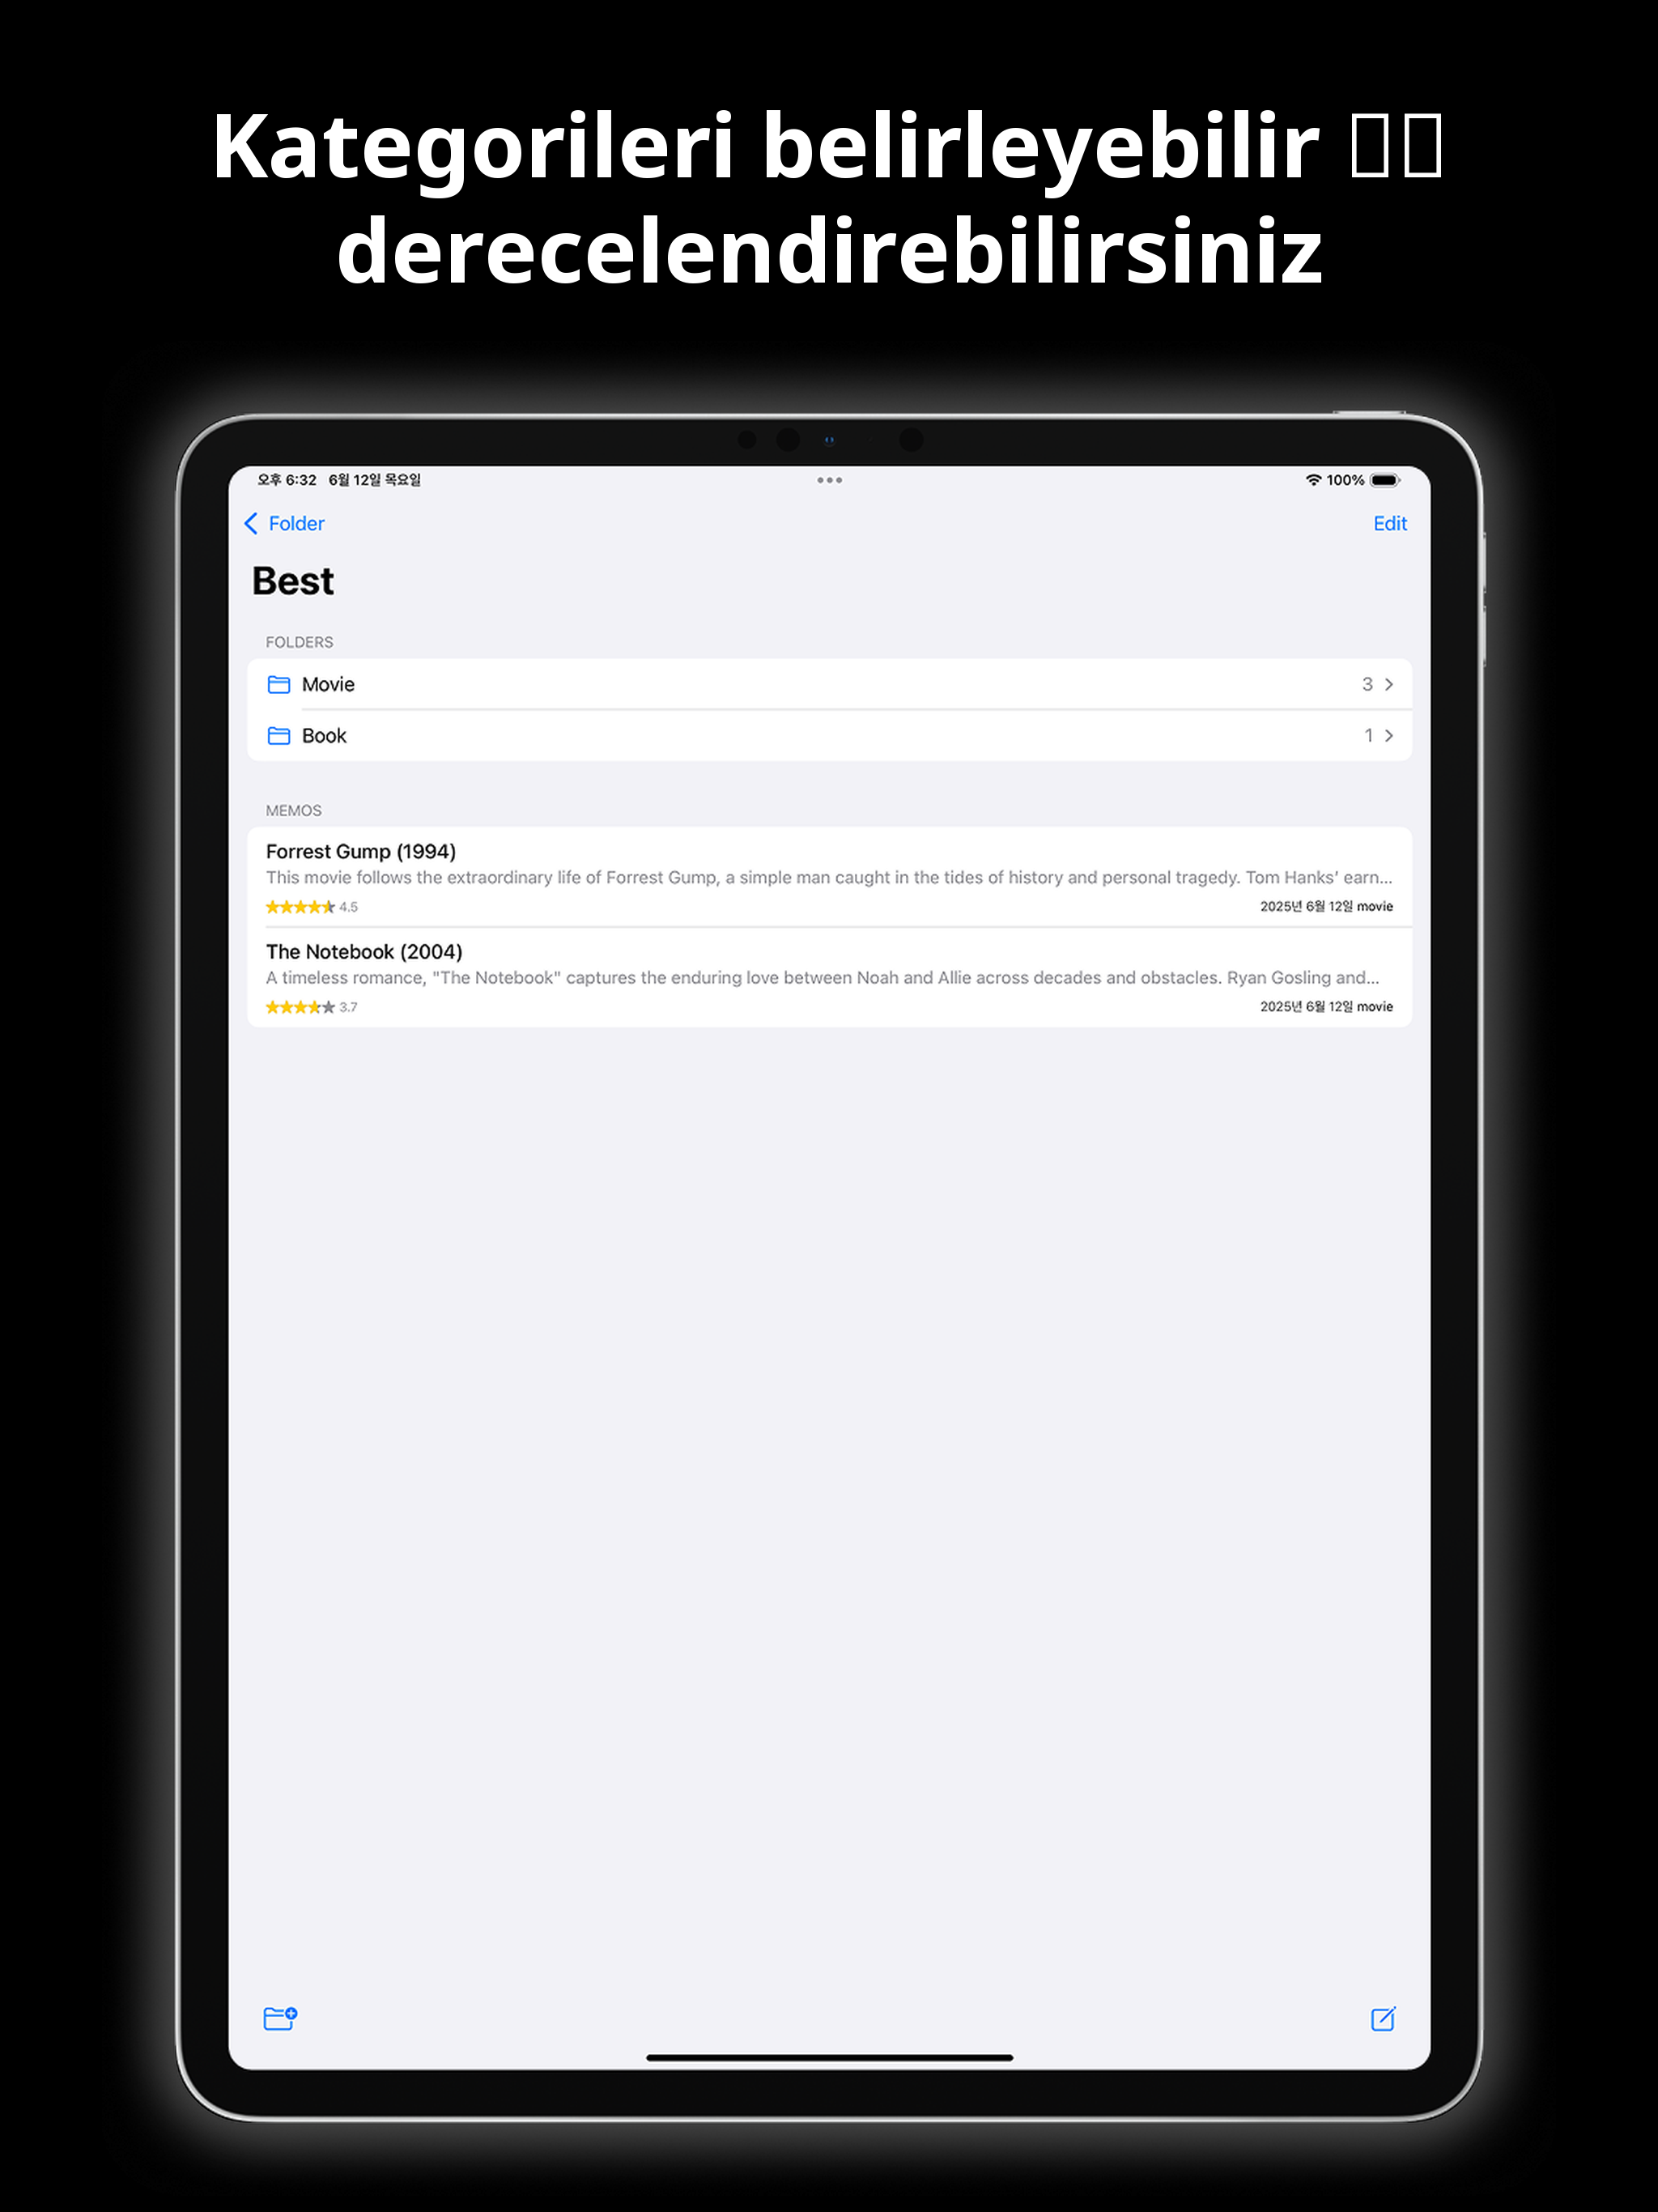 Kategorileri belirleyebilir
derecelendirebilirsiniz
오후 6:32 6월 12일 목요일
100%
Folder
Edit
Best
FOLDERS
Movie 3
Book 1
MEMOS
Forrest Gump (1994)
This movie follows the extraordinary life of Forrest Gump, a simple man caught in the tides of history and personal tragedy. Tom Hanks’ earn...
4.5 2025년 6월 12일 movie
The Notebook (2004)
A timeless romance, "The Notebook" captures the enduring love between Noah and Allie across decades and obstacles. Ryan Gosling and...
3.7 2025년 6월 12일 movie